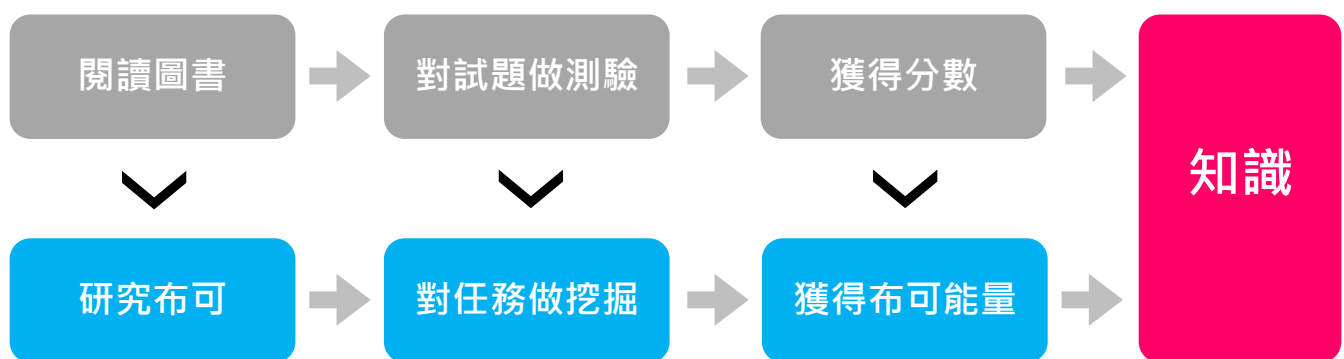 閱讀圖書
對試題做測驗
獲得分數
知識
研究布可
對任務做挖掘
獲得布可能量